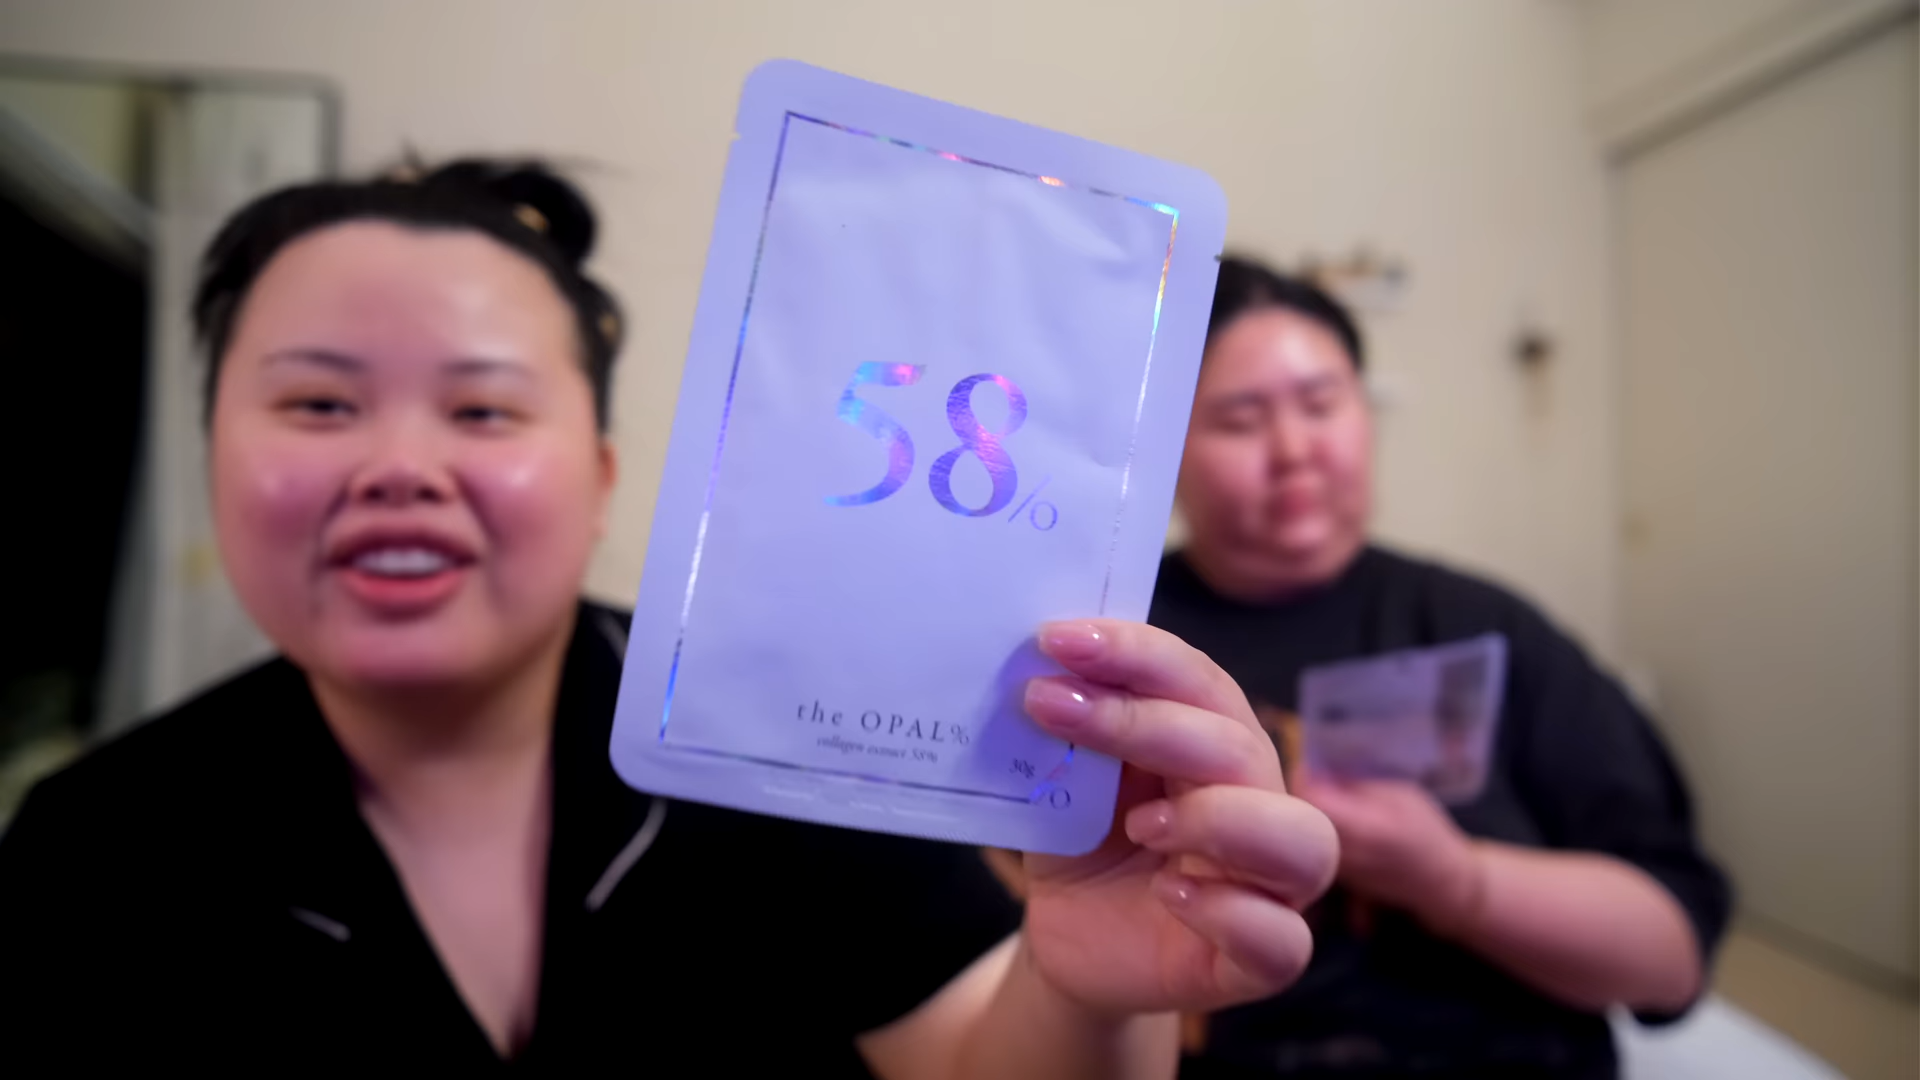 58%
the OPAL%
collagen extract 58%
30g
%